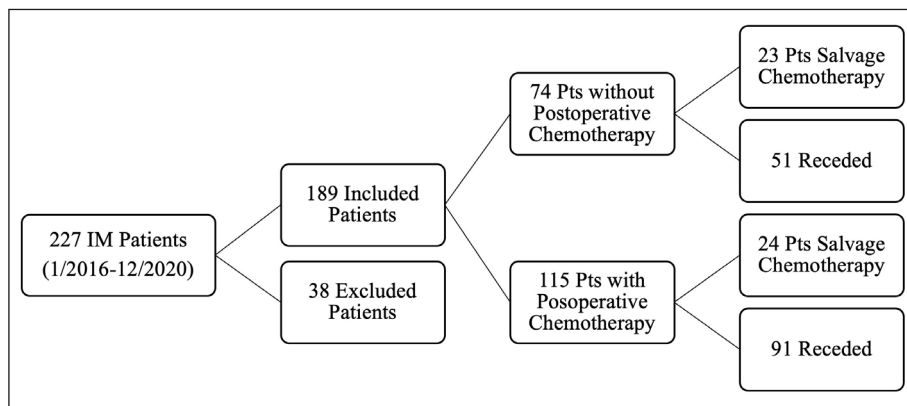 227 IM Patients
(1/2016-12/2020)
189 Included
Patients
38 Excluded
Patients
74 Pts without
Postoperative
Chemotherapy
115 Pts with
Posoperative
Chemotherapy
23 Pts Salvage
Chemotherapy
51 Receded
24 Pts Salvage
Chemotherapy
91 Receded